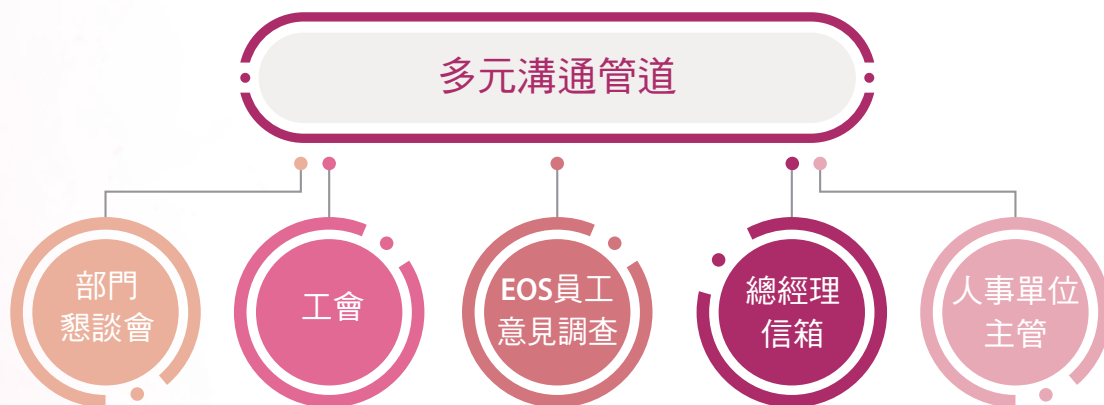 多元溝通管道
部門
懇談會
工會
EOS員工
意見調查
總經理
信箱
人事單位
主管